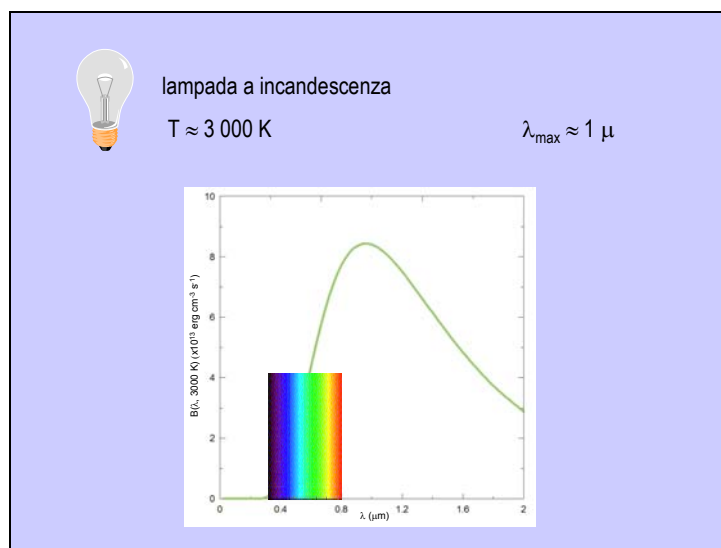 lampada a incandescenza
T ≈ 3 000 K
λmax ≈ 1 μ
B(λ, 3000 K) (x10¹³ erg cm⁻³ s⁻¹)
10
8
6
4
2
0
0 0.4 0.8 1.2 1.6 2
λ (μm)